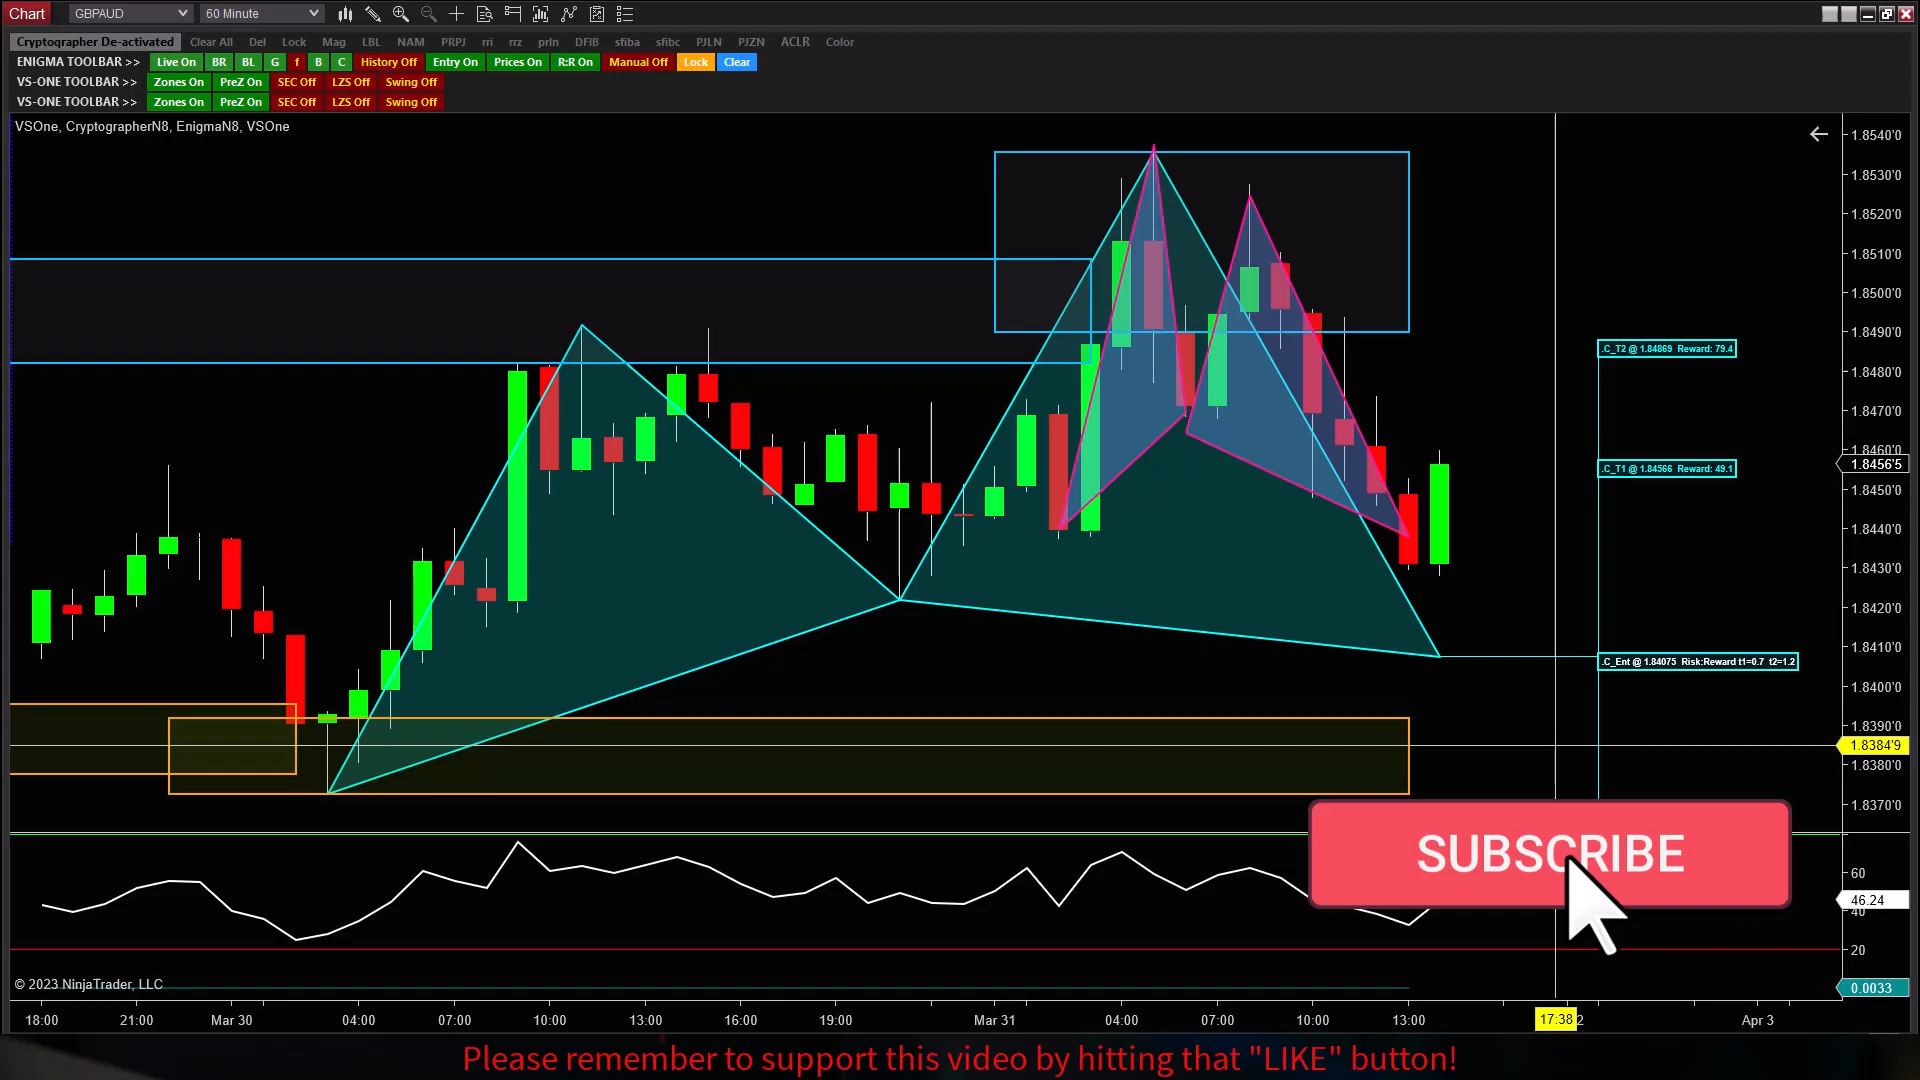 Chart GBPAUD 60 Minute
Cryptographer De-activated Clear All Del Lock Mag LBL NAM PRPJ rri rrz prln DFIB sfiba sfibc PJLN PJZN ACLR Color
ENIGMA TOOLBAR >> Live On BR BL G f B C History Off Entry On Prices On R:R On Manual Off Lock Clear
VS-ONE TOOLBAR >> Zones On PreZ On SEC Off LZS Off Swing Off
VS-ONE TOOLBAR >> Zones On PreZ On SEC Off LZS Off Swing Off
VSOne, CryptographerN8, EnigmaN8, VSOne
1.8540'0
1.8530'0
1.8520'0
1.8510'0
1.8500'0
1.8490'0
.C_T2 @ 1.84869 Reward: 79.4
1.8480'0
1.8470'0
1.8460'0
1.8456'5
.C_T1 @ 1.84566 Reward: 49.1
1.8450'0
1.8440'0
1.8430'0
1.8420'0
1.8410'0
.C_Ent @ 1.84075 Risk:Reward t1=0.7 t2=1.2
1.8400'0
1.8390'0
1.8384'9
1.8380'0
1.8370'0
SUBSCRIBE
60
46.24
40
20
© 2023 NinjaTrader, LLC
0.0033
18:00 21:00 Mar 30 04:00 07:00 10:00 13:00 16:00 19:00 Mar 31 04:00 07:00 10:00 13:00 17:38 2 Apr 3
Please remember to support this video by hitting that "LIKE" button!